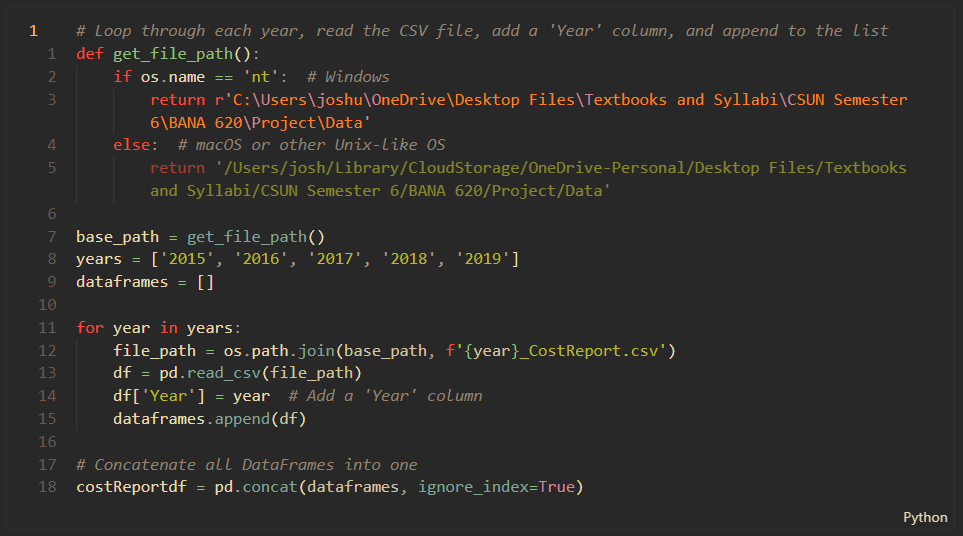 1 # Loop through each year, read the CSV file, add a 'Year' column, and append to the list
1 def get_file_path():
2     if os.name == 'nt':  # Windows
3         return r'C:\Users\joshu\OneDrive\Desktop Files\Textbooks and Syllabi\CSUN Semester
        6\BANA 620\Project\Data'
4     else:  # macOS or other Unix-like OS
5         return '/Users/josh/Library/CloudStorage/OneDrive-Personal/Desktop Files/Textbooks
        and Syllabi/CSUN Semester 6/BANA 620/Project/Data'
6
7 base_path = get_file_path()
8 years = ['2015', '2016', '2017', '2018', '2019']
9 dataframes = []
10
11 for year in years:
12     file_path = os.path.join(base_path, f'{year}_CostReport.csv')
13     df = pd.read_csv(file_path)
14     df['Year'] = year  # Add a 'Year' column
15     dataframes.append(df)
16
17 # Concatenate all DataFrames into one
18 costReportdf = pd.concat(dataframes, ignore_index=True)
Python